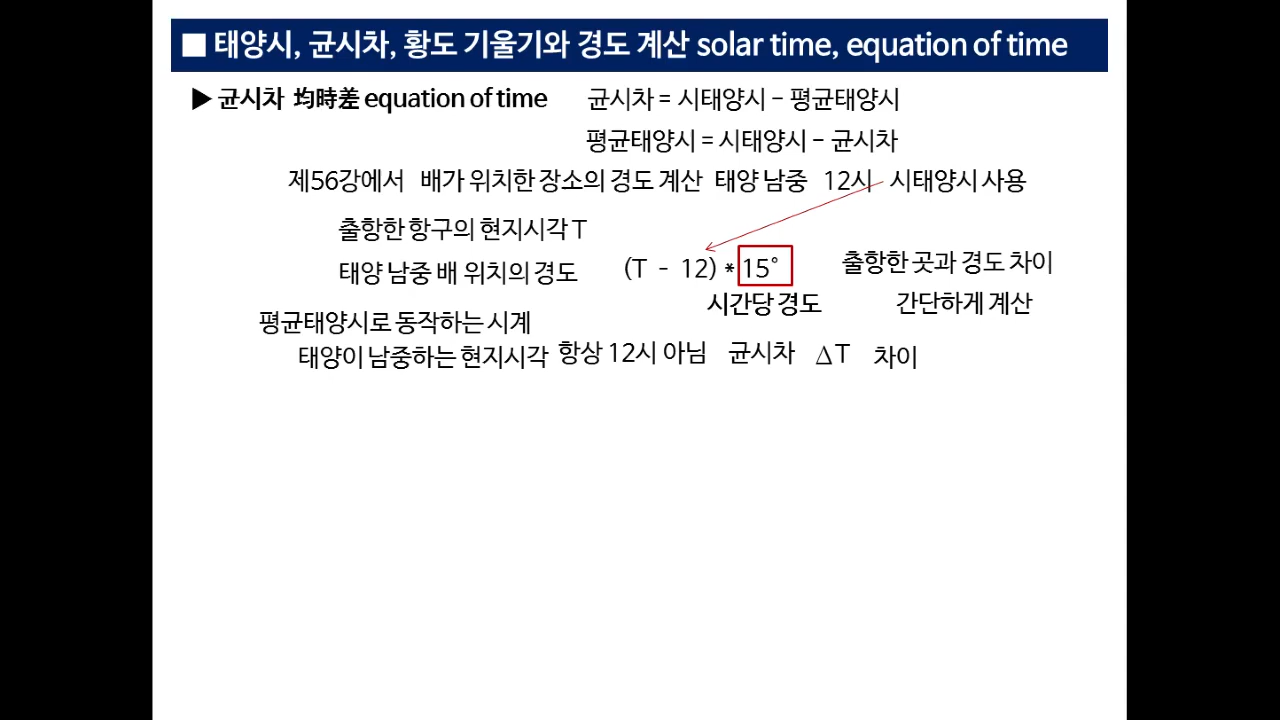 ■ 태양시, 균시차, 황도 기울기와 경도 계산 solar time, equation of time
▶ 균시차 均時差 equation of time 균시차 = 시태양시 – 평균태양시
평균태양시 = 시태양시 – 균시차
제56강에서 배가 위치한 장소의 경도 계산 태양 남중 12시 시태양시 사용
출항한 항구의 현지시각 T
태양 남중 배 위치의 경도 (T – 12) * 15° 출항한 곳과 경도 차이
시간당 경도 간단하게 계산
평균태양시로 동작하는 시계
태양이 남중하는 현지시각 항상 12시 아님 균시차 △T 차이